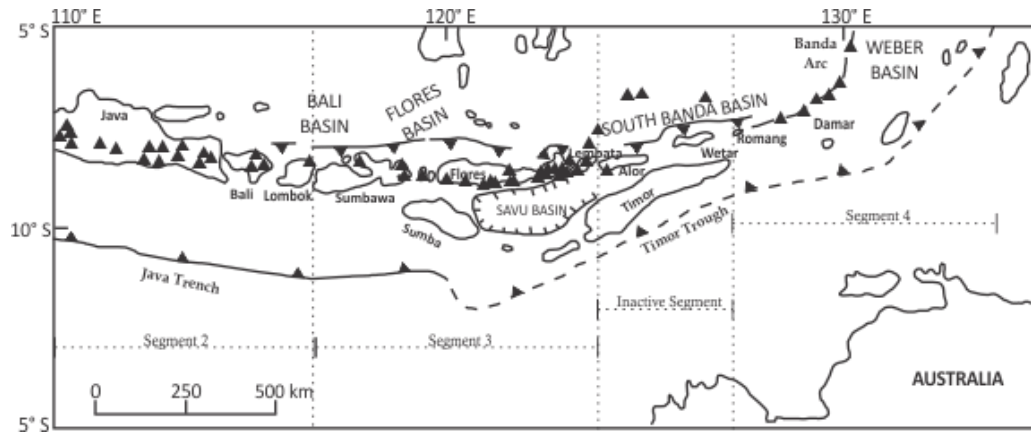 110° E
120° E
130° E
5° S
Banda
Arc
WEBER
BASIN
BALI
BASIN
FLORES
BASIN
SOUTH BANDA BASIN
Java
Romang
Damar
Lembata
Wetar
Alor
Bali
Lombok
Sumbawa
Flores
SAVU BASIN
Timor
Sumba
10° S
Timor Trough
Segment 4
Java Trench
Inactive Segment
Segment 2
Segment 3
0
250
500 km
AUSTRALIA
5° S